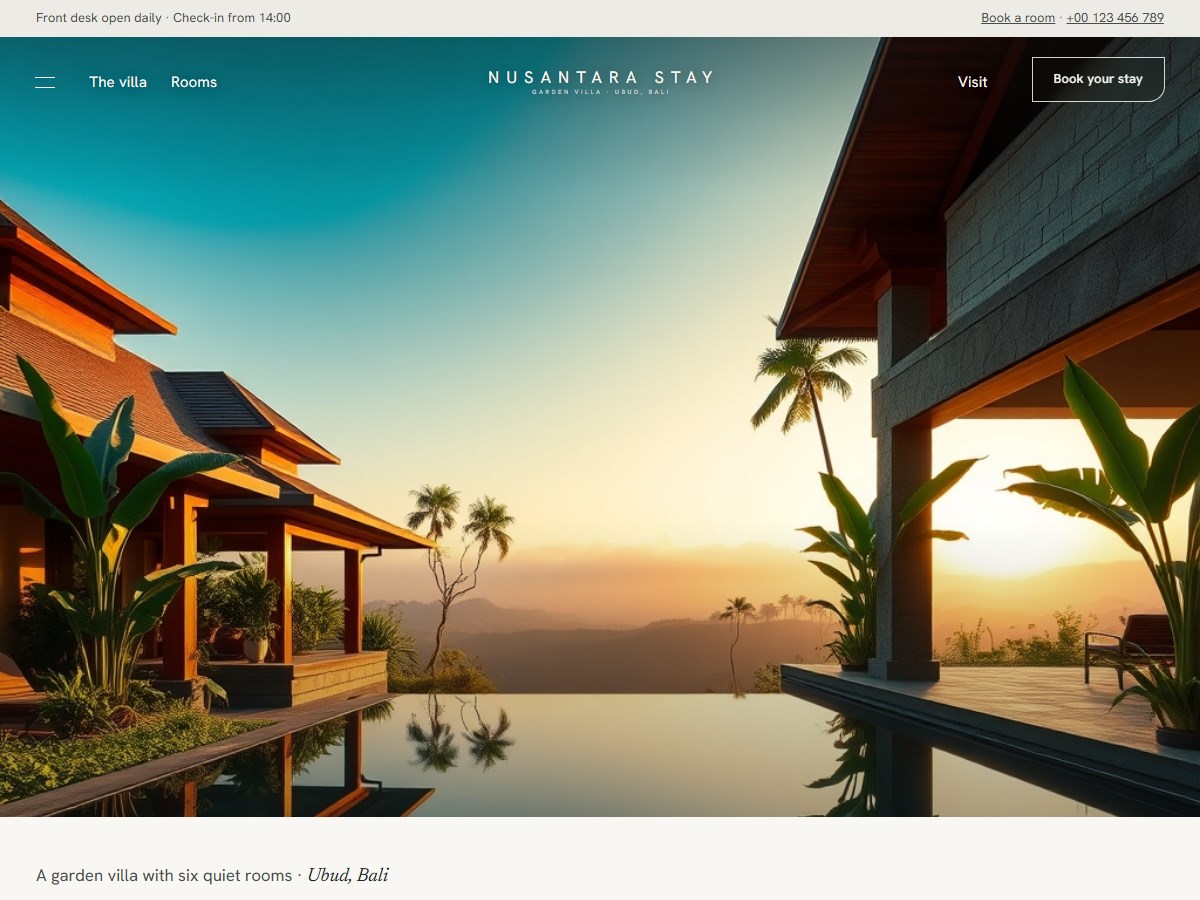 Front desk open daily · Check-in from 14:00
Book a room · +00 123 456 789
The villa
Rooms
NUSANTARA STAY
GARDEN VILLA · UBUD, BALI
Visit
Book your stay
A garden villa with six quiet rooms · Ubud, Bali